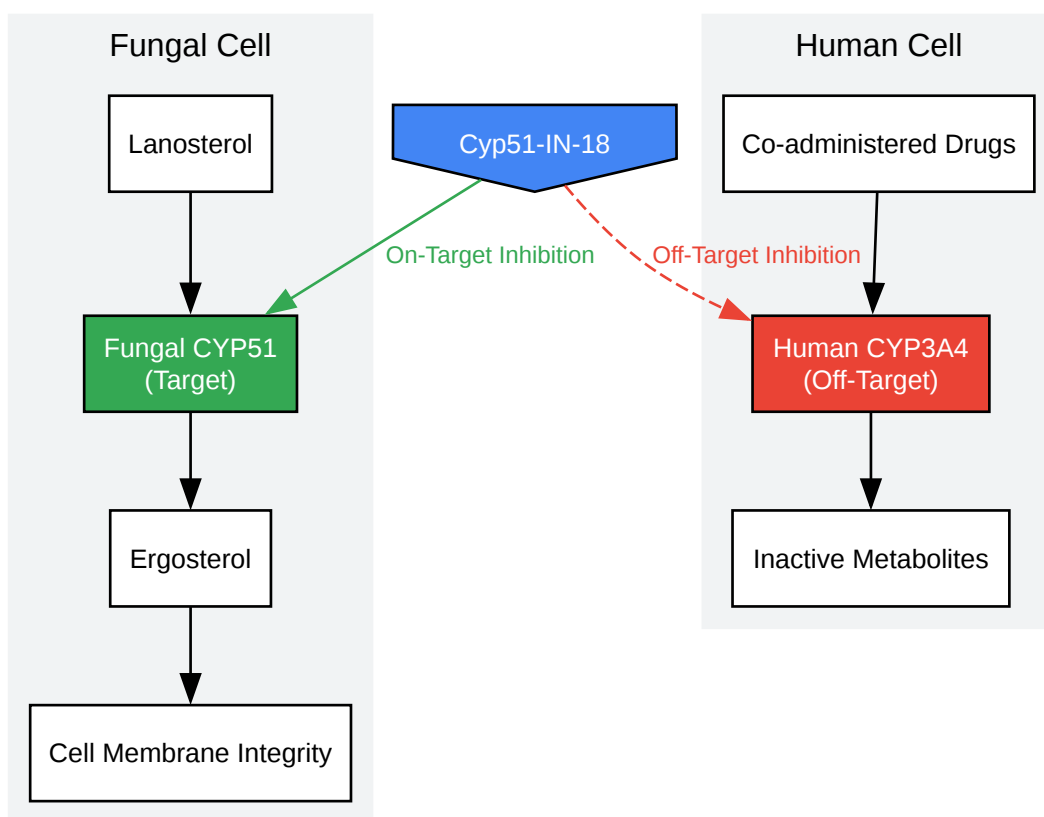 Fungal Cell
Human Cell
Lanosterol
Cyp51-IN-18
Co-administered Drugs
On-Target Inhibition
Off-Target Inhibition
Fungal CYP51
(Target)
Human CYP3A4
(Off-Target)
Ergosterol
Inactive Metabolites
Cell Membrane Integrity